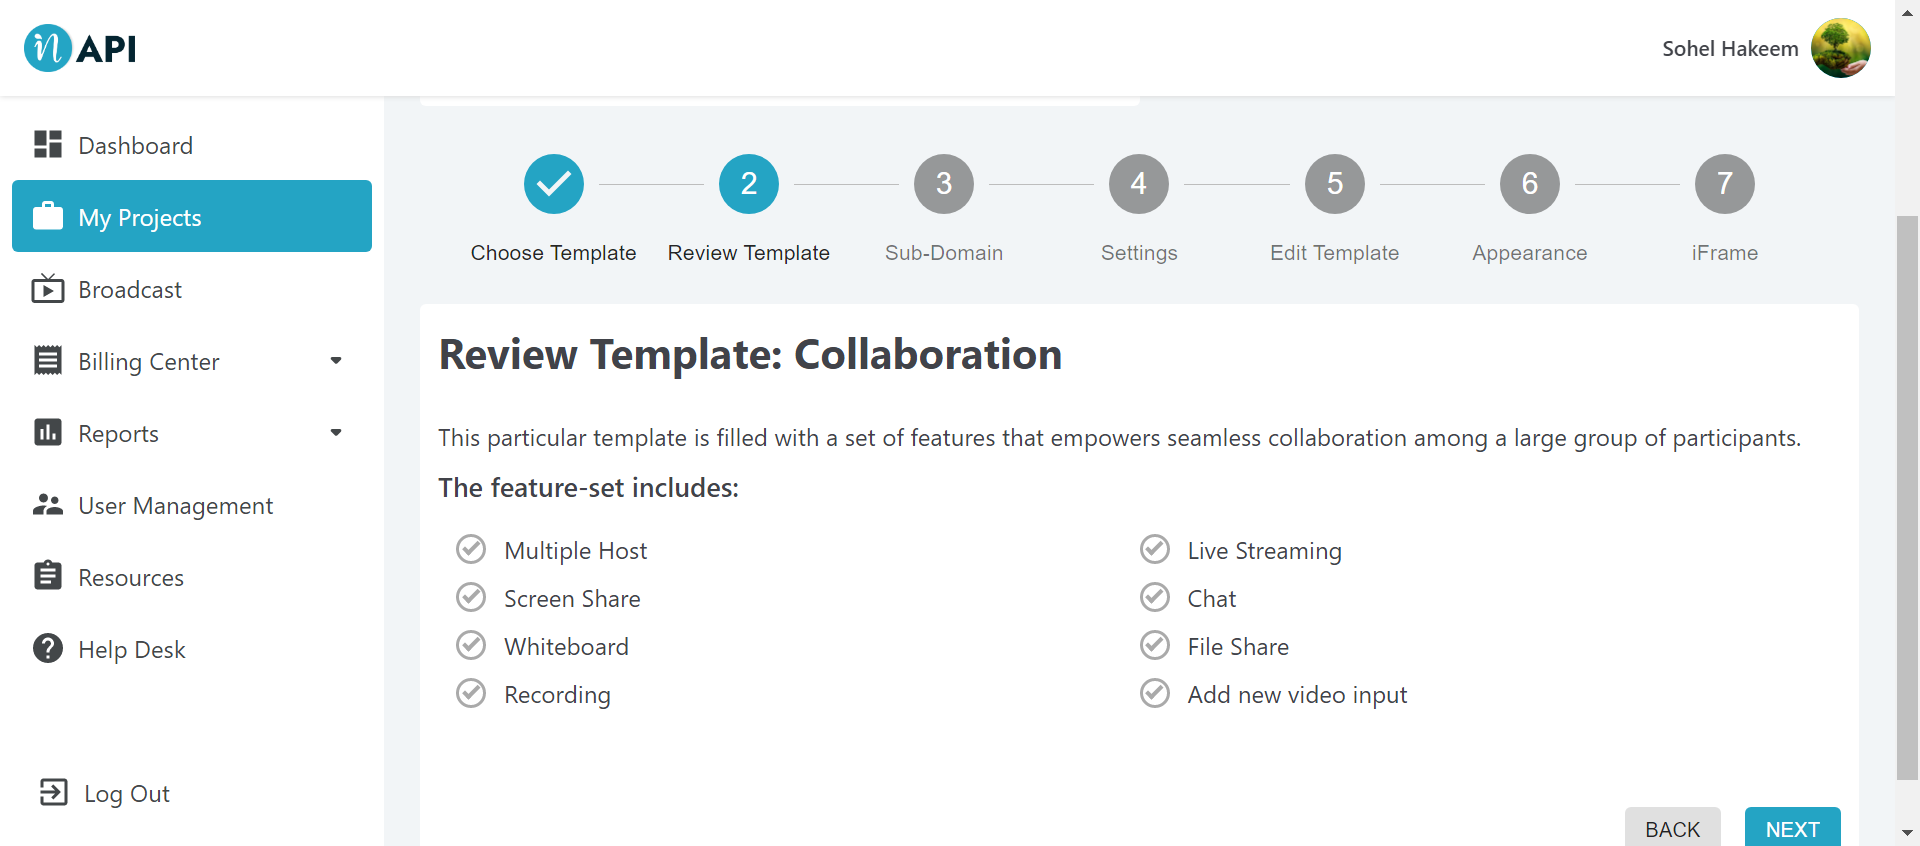 in API
Sohel Hakeem
Dashboard
My Projects
Broadcast
Billing Center
Reports
User Management
Resources
Help Desk
Log Out
2 3 4 5 6 7
Choose Template Review Template Sub-Domain Settings Edit Template Appearance iFrame
Review Template: Collaboration
This particular template is filled with a set of features that empowers seamless collaboration among a large group of participants.
The feature-set includes:
Multiple Host
Screen Share
Whiteboard
Recording
Live Streaming
Chat
File Share
Add new video input
BACK NEXT